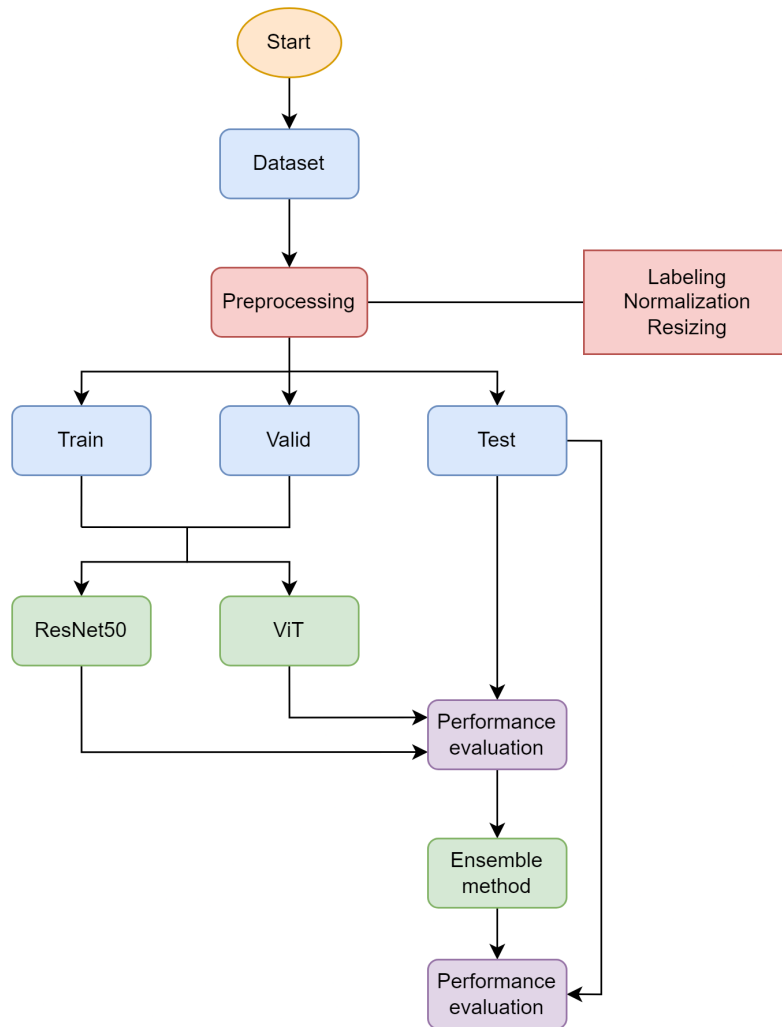 Start
Dataset
Preprocessing
Labeling
Normalization
Resizing
Train
Valid
Test
ResNet50
ViT
Performance
evaluation
Ensemble
method
Performance
evaluation